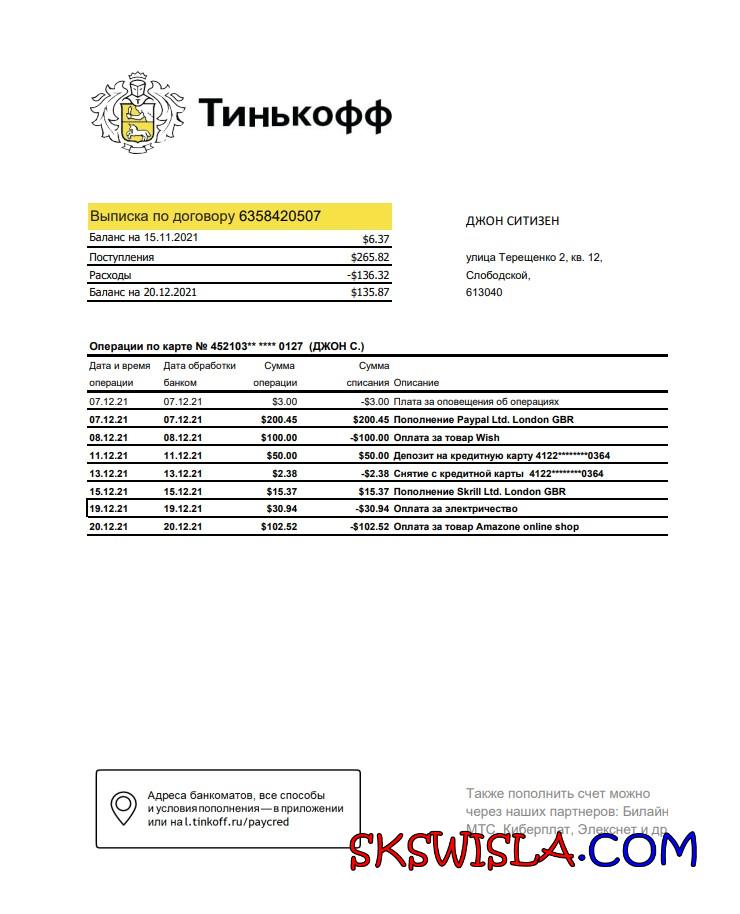 Тинькофф
Выписка по договору 6358420507
Баланс на 15.11.2021 $6.37
Поступления $265.82
Расходы -$136.32
Баланс на 20.12.2021 $135.87
ДЖОН СИТИЗЕН
улица Терещенко 2, кв. 12,
Слободской,
613040
Операции по карте № 452103** **** 0127 (ДЖОН С.)
Дата и время Дата обработки Сумма Сумма
операции банком операции списания Описание
07.12.21 07.12.21 $3.00 -$3.00 Плата за оповещения об операциях
07.12.21 07.12.21 $200.45 $200.45 Пополнение Paypal Ltd. London GBR
08.12.21 08.12.21 $100.00 -$100.00 Оплата за товар Wish
11.12.21 11.12.21 $50.00 $50.00 Депозит на кредитную карту 4122********0364
13.12.21 13.12.21 $2.38 -$2.38 Снятие с кредитной карты 4122********0364
15.12.21 15.12.21 $15.37 $15.37 Пополнение Skrill Ltd. London GBR
19.12.21 19.12.21 $30.94 -$30.94 Оплата за электричество
20.12.21 20.12.21 $102.52 -$102.52 Оплата за товар Amazone online shop
Адреса банкоматов, все способы
и условия пополнения — в приложении
или на l.tinkoff.ru/paycred
Также пополнить счет можно
через наших партнеров: Билайн
МТС, Киберплат, Элекснет и др
SKSWISLA.COM